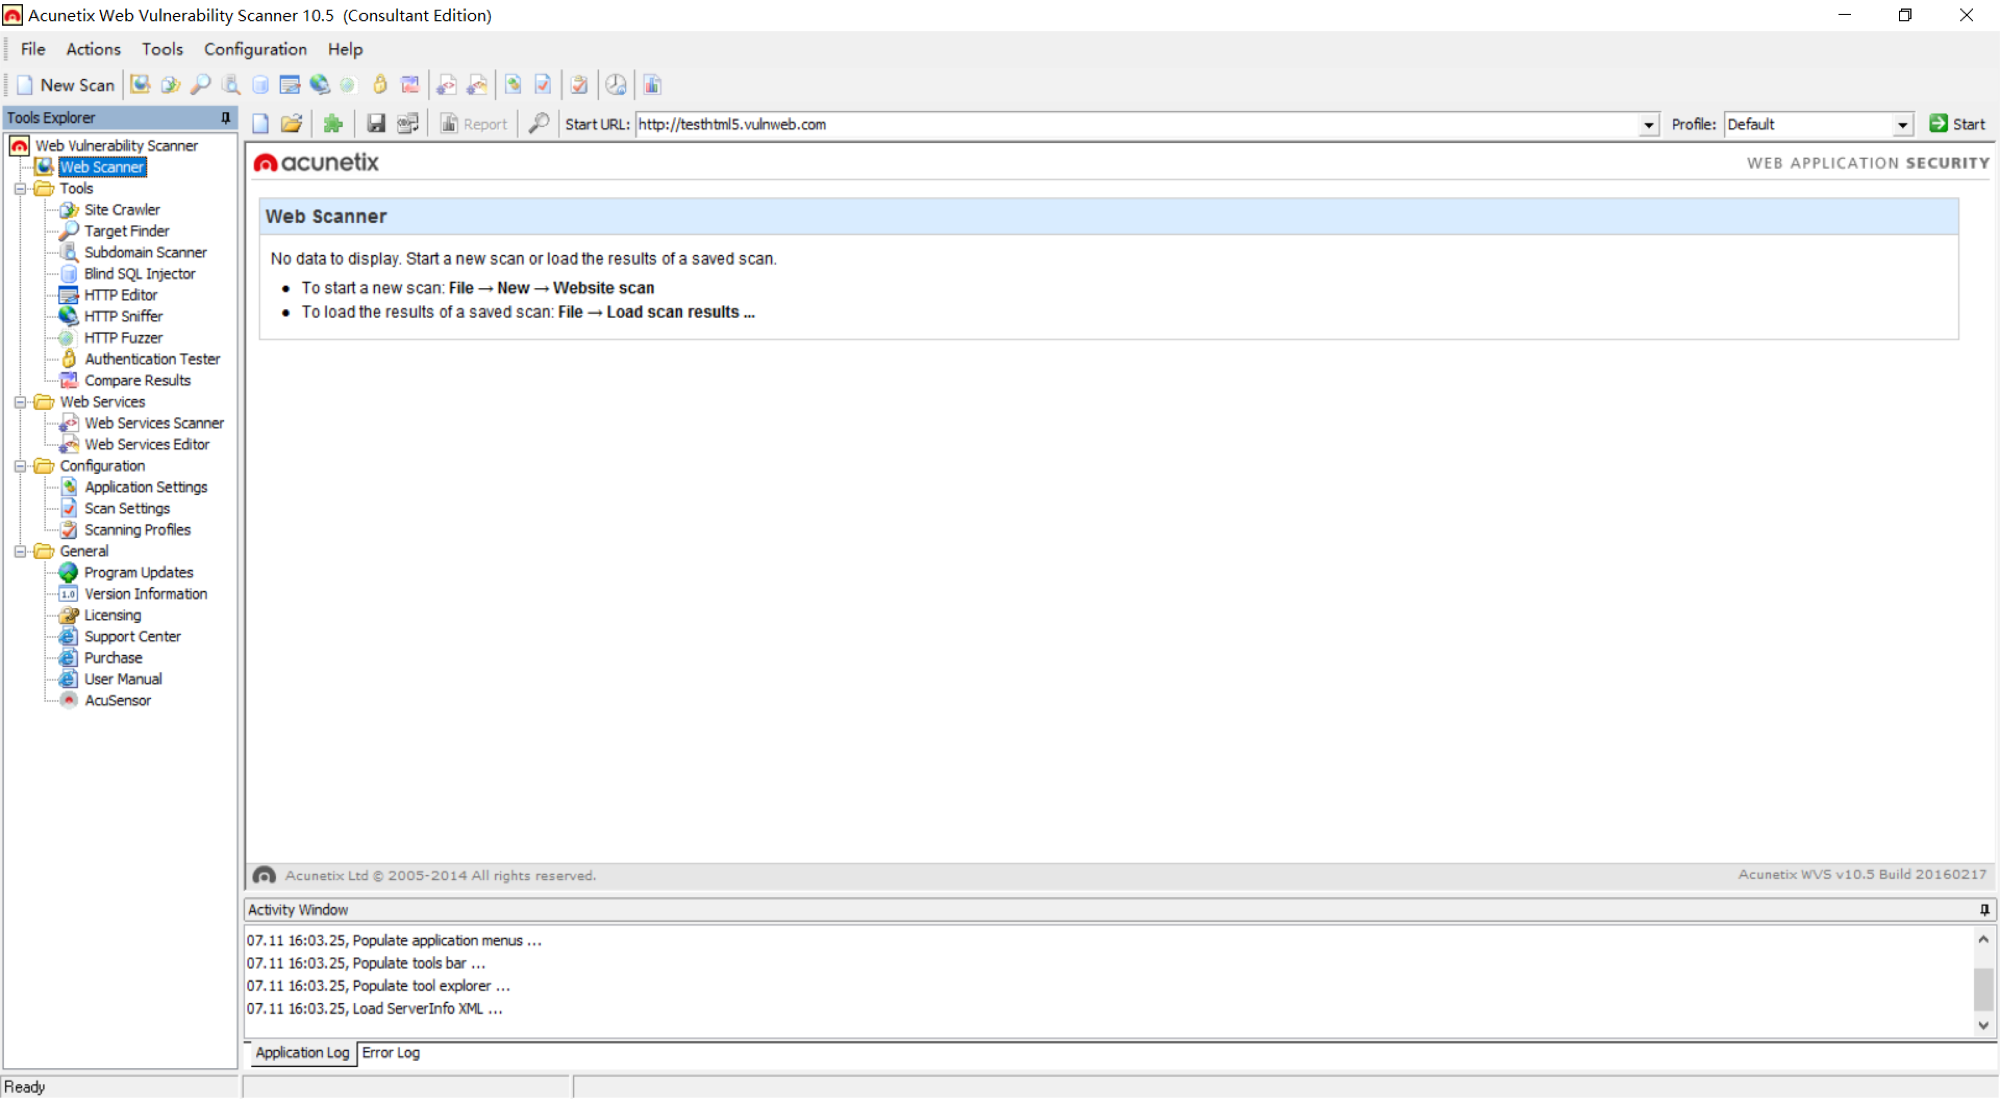 Acunetix Web Vulnerability Scanner 10.5 (Consultant Edition)
File Actions Tools Configuration Help
New Scan
Tools Explorer
Report Start URL: http://testhtml5.vulnweb.com Profile: Default Start
Web Vulnerability Scanner
Web Scanner
Tools
Site Crawler
Target Finder
Subdomain Scanner
Blind SQL Injector
HTTP Editor
HTTP Sniffer
HTTP Fuzzer
Authentication Tester
Compare Results
Web Services
Web Services Scanner
Web Services Editor
Configuration
Application Settings
Scan Settings
Scanning Profiles
General
Program Updates
1.0 Version Information
Licensing
Support Center
Purchase
User Manual
AcuSensor
acunetix
WEB APPLICATION SECURITY
Web Scanner
No data to display. Start a new scan or load the results of a saved scan.
• To start a new scan: File → New → Website scan
• To load the results of a saved scan: File → Load scan results ...
Acunetix Ltd © 2005-2014 All rights reserved.
Acunetix WVS v10.5 Build 20160217
Activity Window
07.11 16:03.25, Populate application menus ...
07.11 16:03.25, Populate tools bar ...
07.11 16:03.25, Populate tool explorer ...
07.11 16:03.25, Load ServerInfo XML ...
Application Log Error Log
Ready